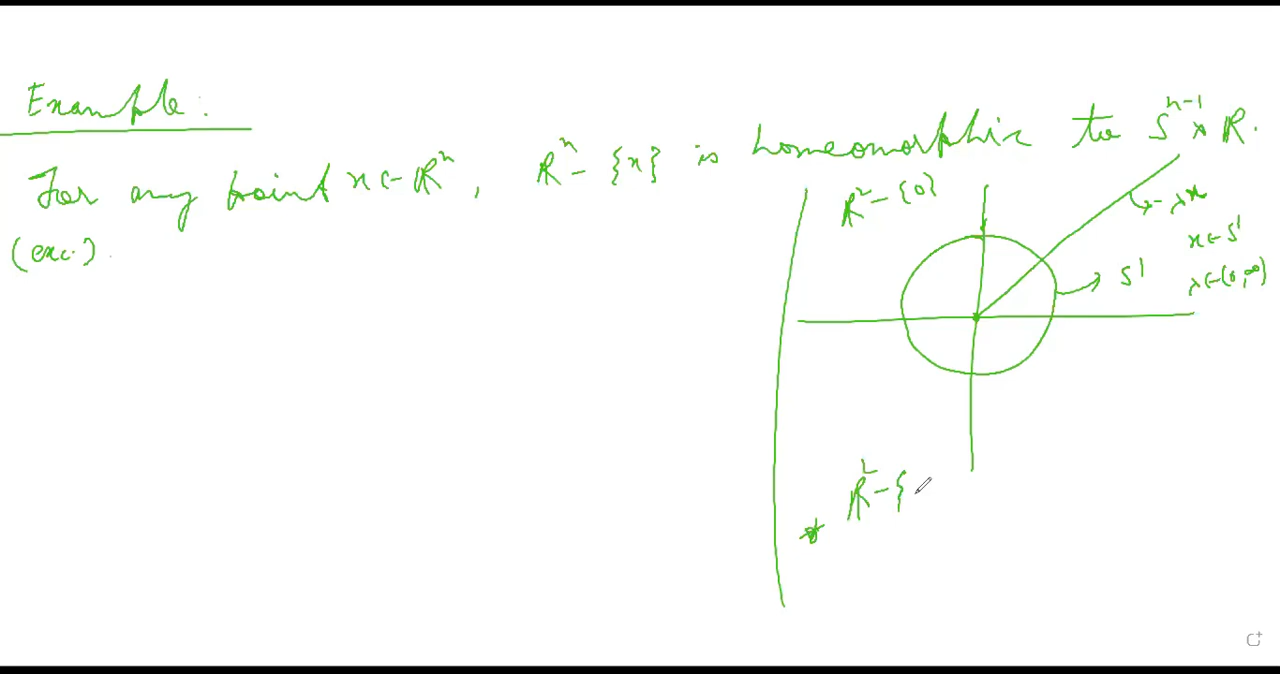 Example:
For any point x ∈ ℝⁿ, ℝⁿ - {x} is homeomorphic to Sⁿ⁻¹ × ℝ.
(exc.)
ℝ² - {0}
λx
x ∈ S¹
λ ∈ (0, ∞)
S¹
* ℝ² - {